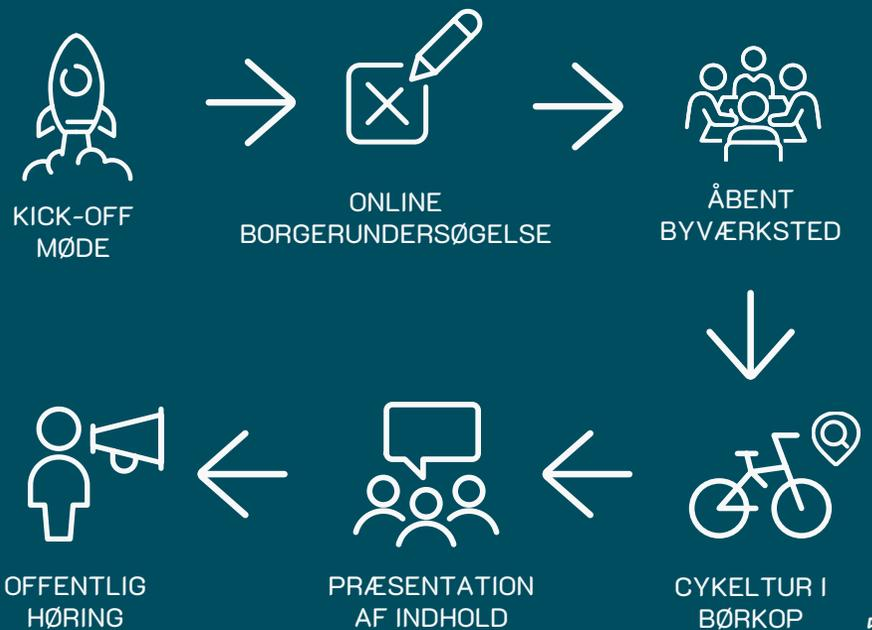 KICK-OFF
MØDE
ONLINE
BORGERUNDERSØGELSE
ÅBENT
BYVÆRKSTED
CYKELTUR I
BØRKOP
PRÆSENTATION
AF INDHOLD
OFFENTLIG
HØRING